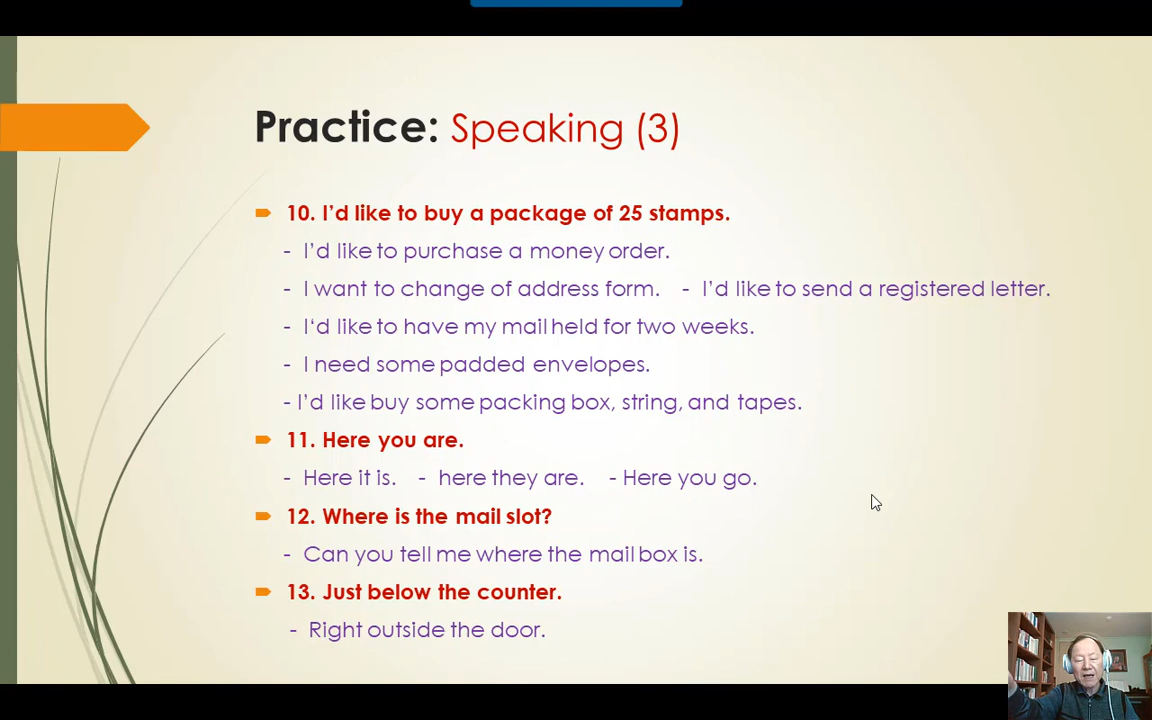 Practice: Speaking (3)
10. I’d like to buy a package of 25 stamps.
- I’d like to purchase a money order.
- I want to change of address form. - I’d like to send a registered letter.
- I‘d like to have my mail held for two weeks.
- I need some padded envelopes.
- I’d like buy some packing box, string, and tapes.
11. Here you are.
- Here it is. - here they are. - Here you go.
12. Where is the mail slot?
- Can you tell me where the mail box is.
13. Just below the counter.
- Right outside the door.